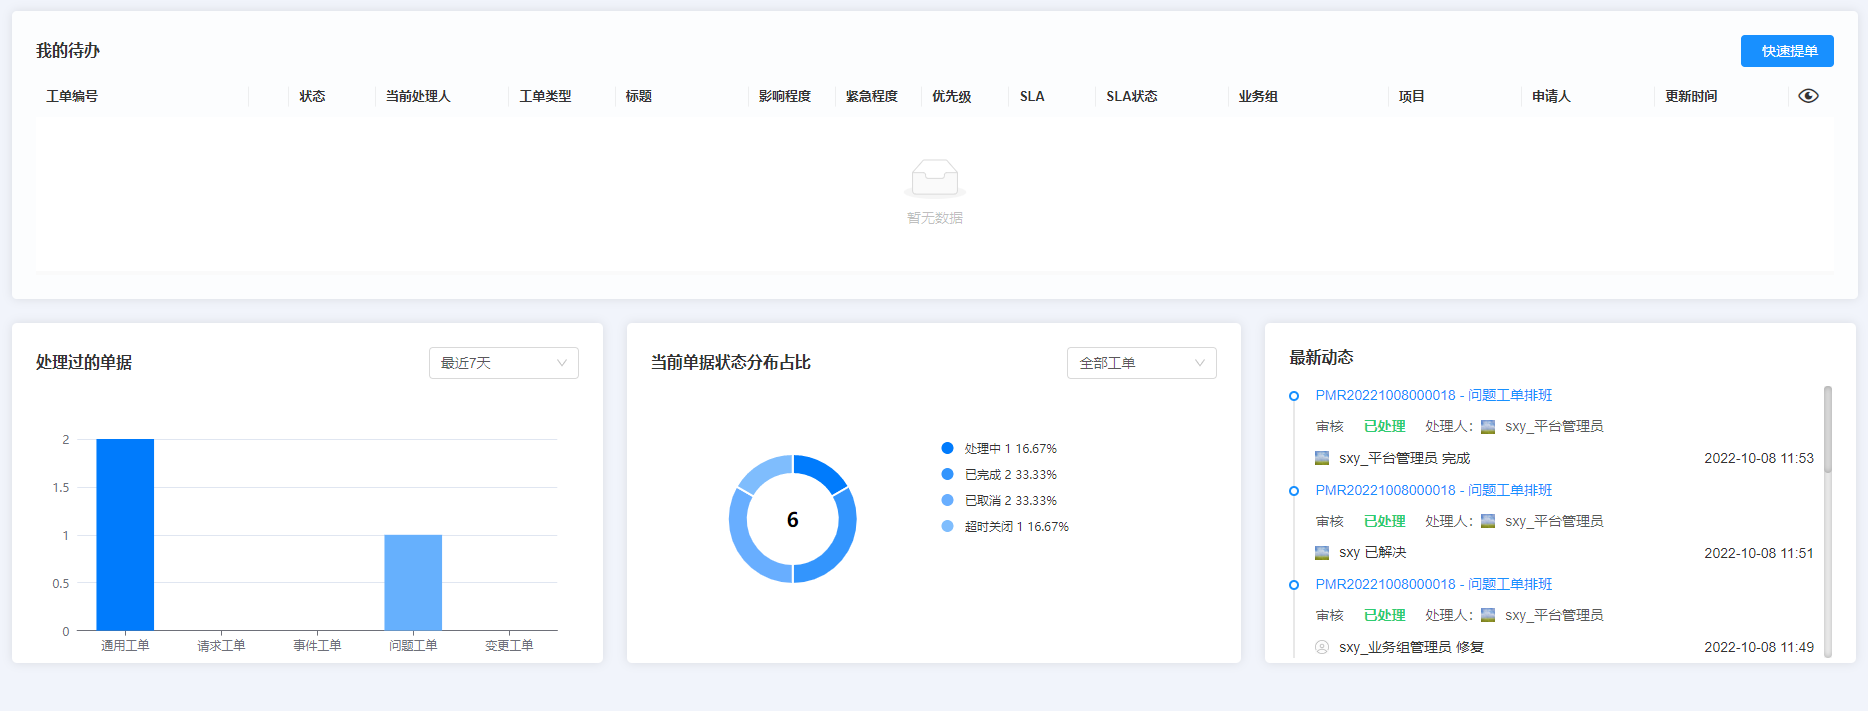 我的待办
快速提单
工单编号 状态 当前处理人 工单类型 标题 影响程度 紧急程度 优先级 SLA SLA状态 业务组 项目 申请人 更新时间
暂无数据
处理过的单据
最近7天
2
1.5
1
0.5
0
通用工单 请求工单 事件工单 问题工单 变更工单
当前单据状态分布占比
全部工单
6
处理中 1 16.67%
已完成 2 33.33%
已取消 2 33.33%
超时关闭 1 16.67%
最新动态
PMR20221008000018 - 问题工单排班
审核 已处理 处理人： sxy_平台管理员
sxy_平台管理员 完成 2022-10-08 11:53
PMR20221008000018 - 问题工单排班
审核 已处理 处理人： sxy_平台管理员
sxy 已解决 2022-10-08 11:51
PMR20221008000018 - 问题工单排班
审核 已处理 处理人： sxy_平台管理员
sxy_业务组管理员 修复 2022-10-08 11:49